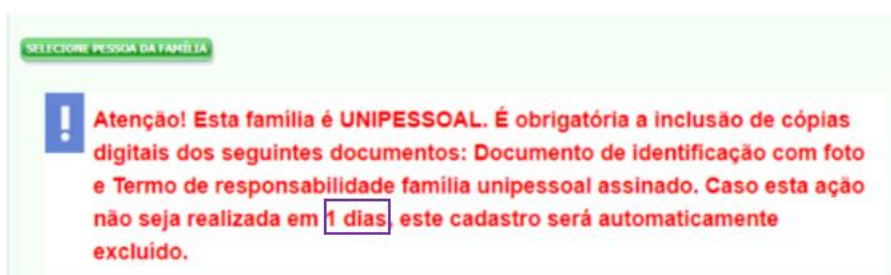 SELECIONE PESSOA DA FAMÍLIA
! Atenção! Esta família é UNIPESSOAL. É obrigatória a inclusão de cópias
digitais dos seguintes documentos: Documento de identificação com foto
e Termo de responsabilidade família unipessoal assinado. Caso esta ação
não seja realizada em 1 dias, este cadastro será automaticamente
excluído.